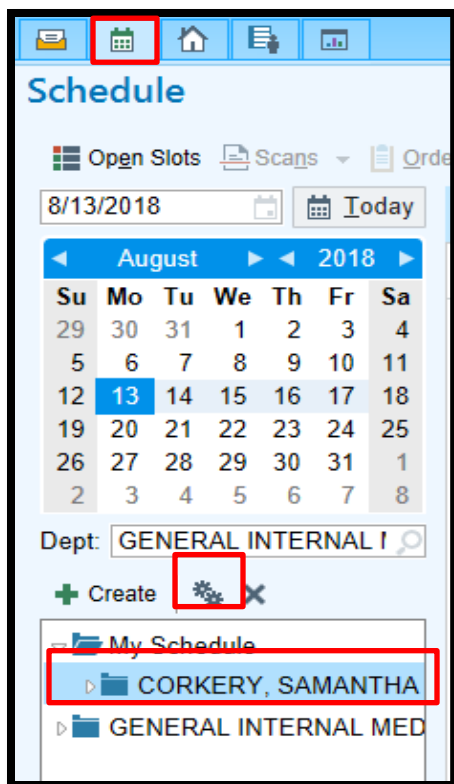 Schedule
Open Slots Scans Orde
8/13/2018 Today
August 2018
Su Mo Tu We Th Fr Sa
29 30 31 1 2 3 4
5 6 7 8 9 10 11
12 13 14 15 16 17 18
19 20 21 22 23 24 25
26 27 28 29 30 31 1
2 3 4 5 6 7 8
Dept: GENERAL INTERNAL M
Create
My Schedule
CORKERY, SAMANTHA
GENERAL INTERNAL MED